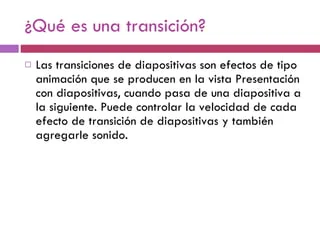 ¿Qué es una transición?
Las transiciones de diapositivas son efectos de tipo
animación que se producen en la vista Presentación
con diapositivas, cuando pasa de una diapositiva a
la siguiente. Puede controlar la velocidad de cada
efecto de transición de diapositivas y también
agregarle sonido.